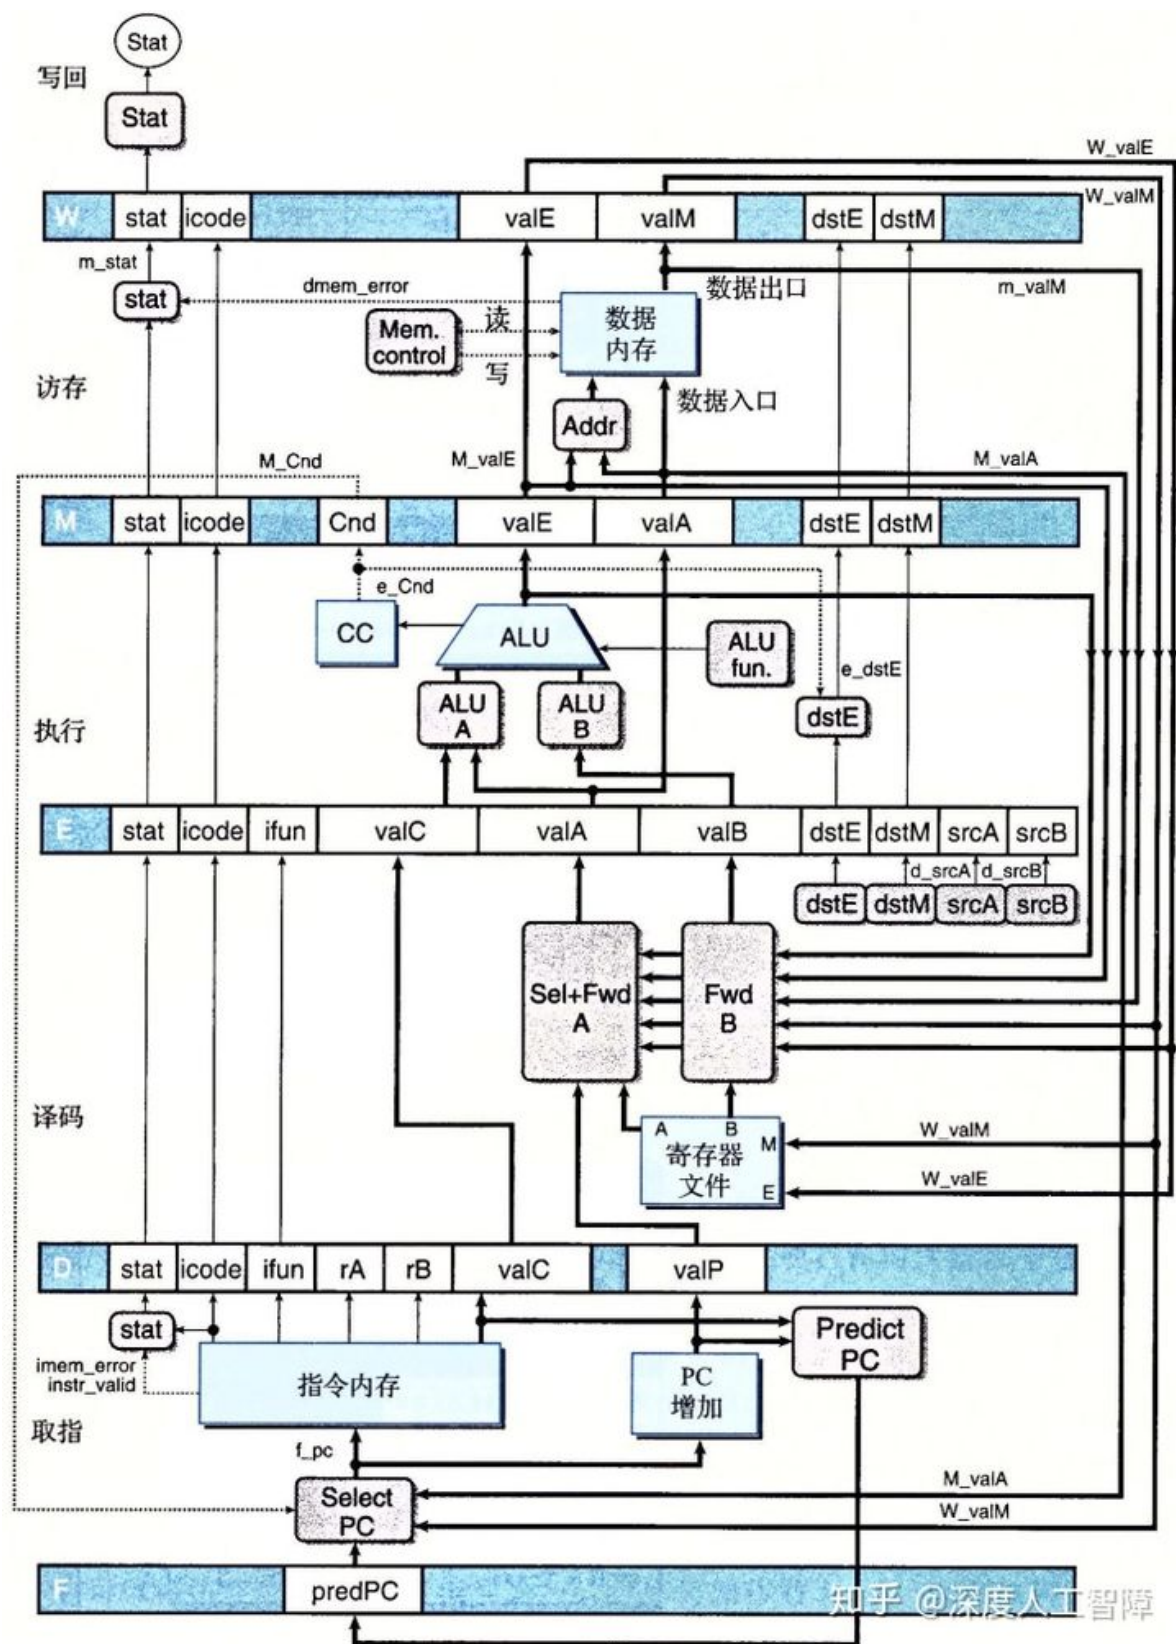 Stat
写回
Stat
W_valE
W_valM
W
stat
icode
valE
valM
dstE
dstM
m_stat
dmem_error
数据出口
m_valM
stat
Mem.
control
读
写
数据
内存
访存
数据入口
Addr
M_Cnd
M_valE
M_valA
M
stat
icode
Cnd
valE
valA
dstE
dstM
e_Cnd
CC
ALU
ALU
fun.
e_dstE
ALU
A
ALU
B
dstE
执行
E
stat
icode
ifun
valC
valA
valB
dstE
dstM
srcA
srcB
d_srcA
d_srcB
dstE
dstM
srcA
srcB
Sel+Fwd
A
Fwd
B
译码
A
B
M
寄存器
文件
E
W_valM
W_valE
D
stat
icode
ifun
rA
rB
valC
valP
stat
Predict
PC
imem_error
instr_valid
指令内存
PC
增加
取指
f_pc
Select
PC
M_valA
W_valM
F
predPC
知乎 @深度人工智障